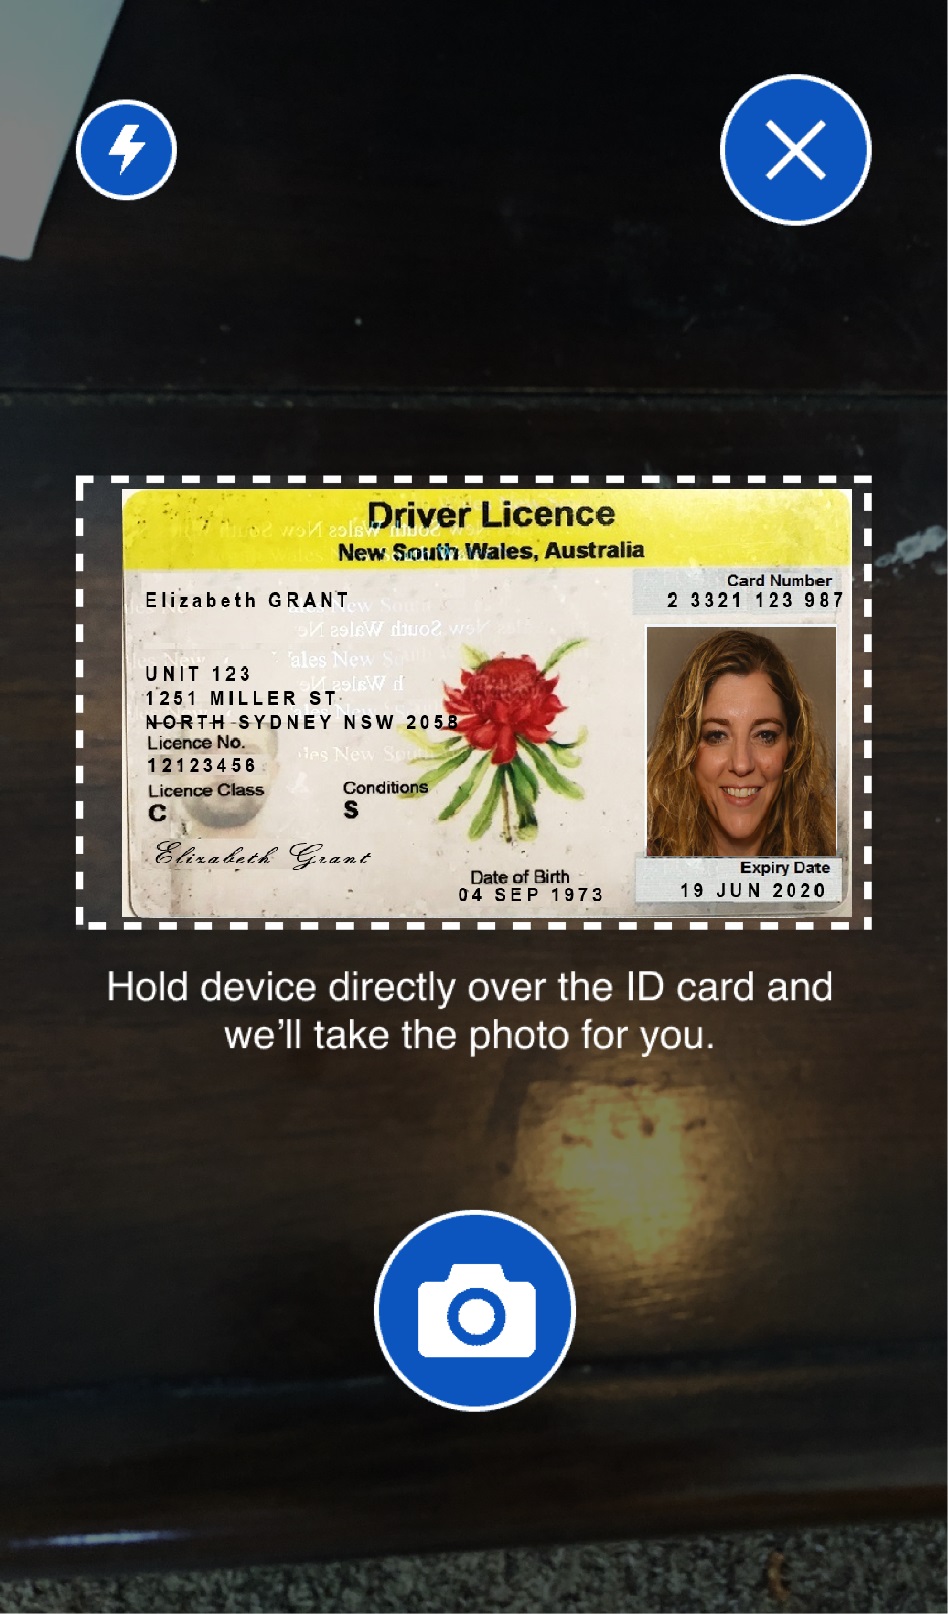 Driver Licence
New South Wales, Australia
Card Number
2 3321 123 987
Elizabeth GRANT
UNIT 123
1251 MILLER ST
NORTH SYDNEY NSW 2058
Licence No.
12123456
Licence Class
C
Conditions
S
Elizabeth Grant
Date of Birth
04 SEP 1973
Expiry Date
19 JUN 2020
Hold device directly over the ID card and
we’ll take the photo for you.